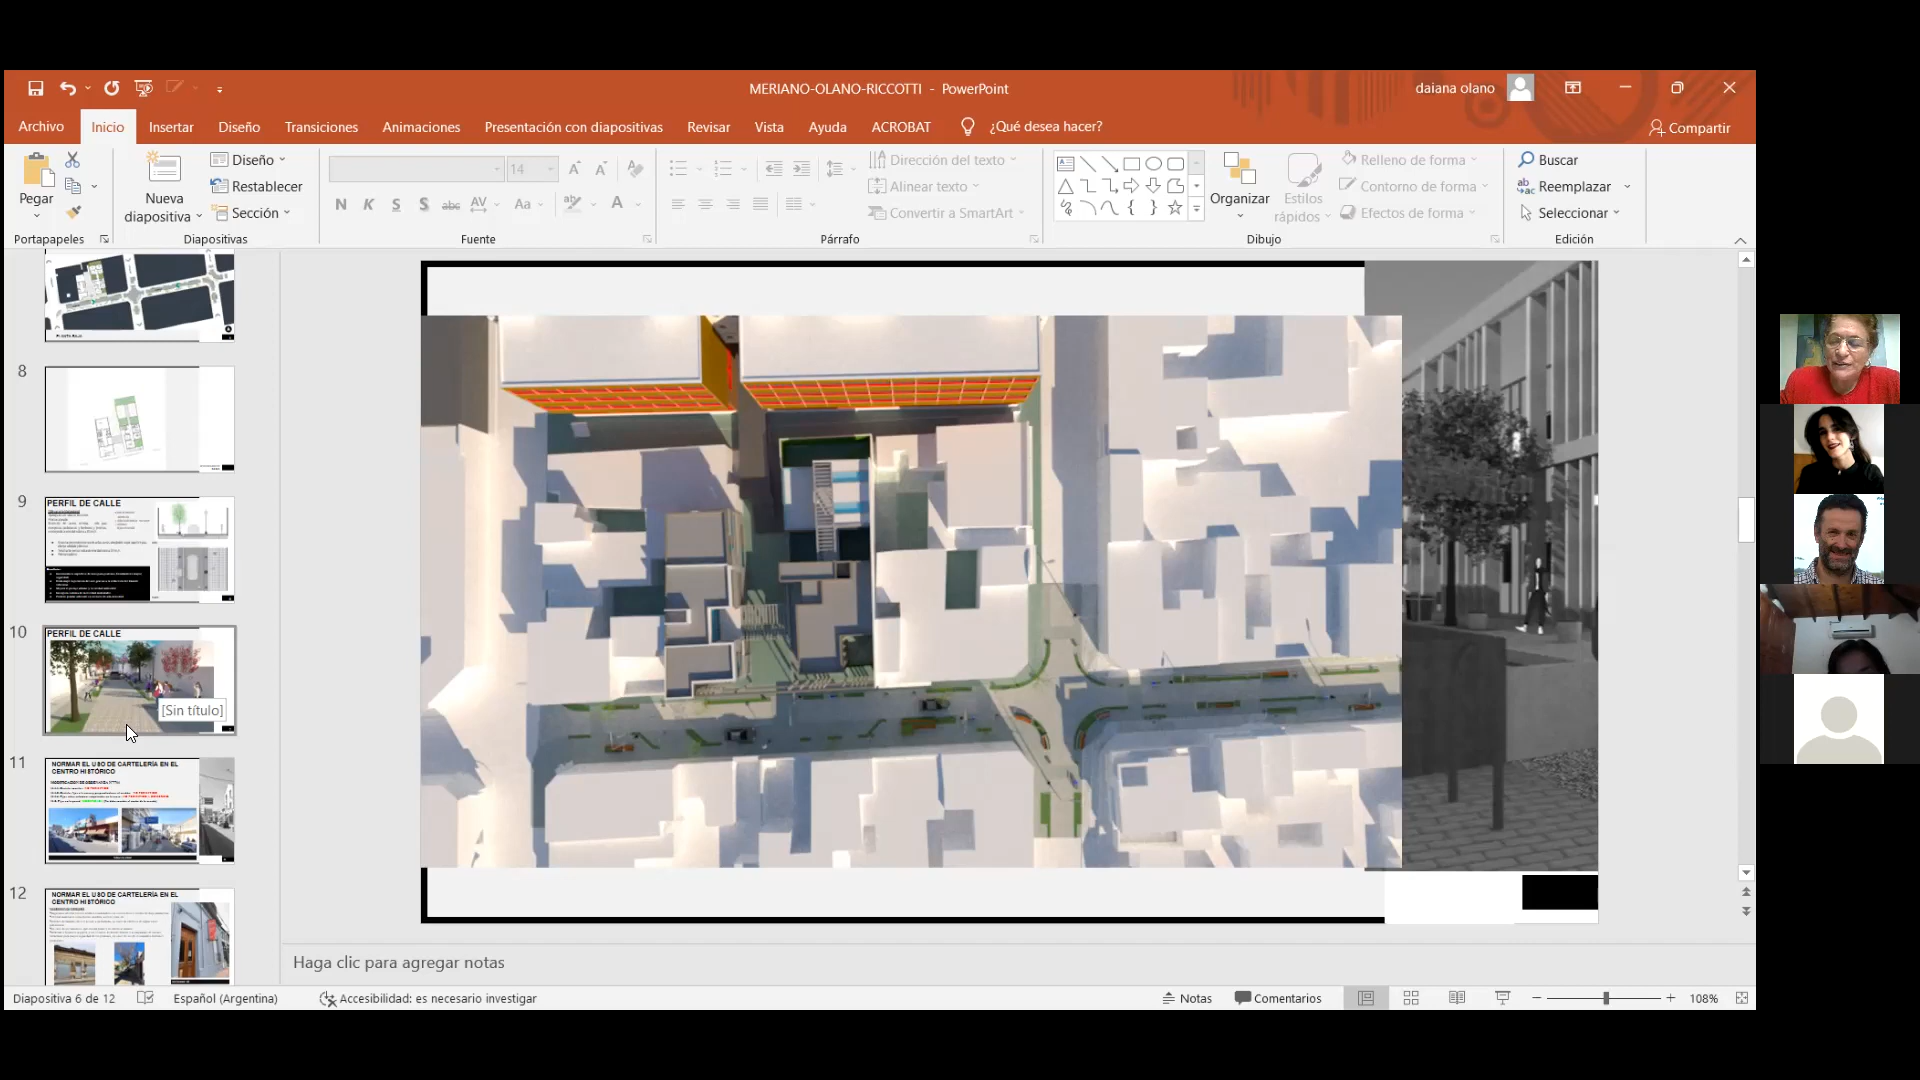 MERIANO-OLANO-RICCOTTI - PowerPoint
daiana olano
Archivo
Inicio
Insertar
Diseño
Transiciones
Animaciones
Presentación con diapositivas
Revisar
Vista
Ayuda
ACROBAT
¿Qué desea hacer?
Compartir
Pegar
Nueva
diapositiva
Diseño
Restablecer
Sección
14
N K S S abc AV Aa A
Dirección del texto
Alinear texto
Convertir a SmartArt
Organizar
Estilos
rápidos
Relleno de forma
Contorno de forma
Efectos de forma
Buscar
Reemplazar
Seleccionar
Portapapeles
Diapositivas
Fuente
Párrafo
Dibujo
Edición
8
9
PERFIL DE CALLE
10
PERFIL DE CALLE
[Sin título]
11
NORMAR EL USO DE CARTELERÍA EN EL
CENTRO HISTÓRICO
12
NORMAR EL USO DE CARTELERÍA EN EL
CENTRO HISTÓRICO
Haga clic para agregar notas
Diapositiva 6 de 12
Español (Argentina)
Accesibilidad: es necesario investigar
Notas
Comentarios
108%